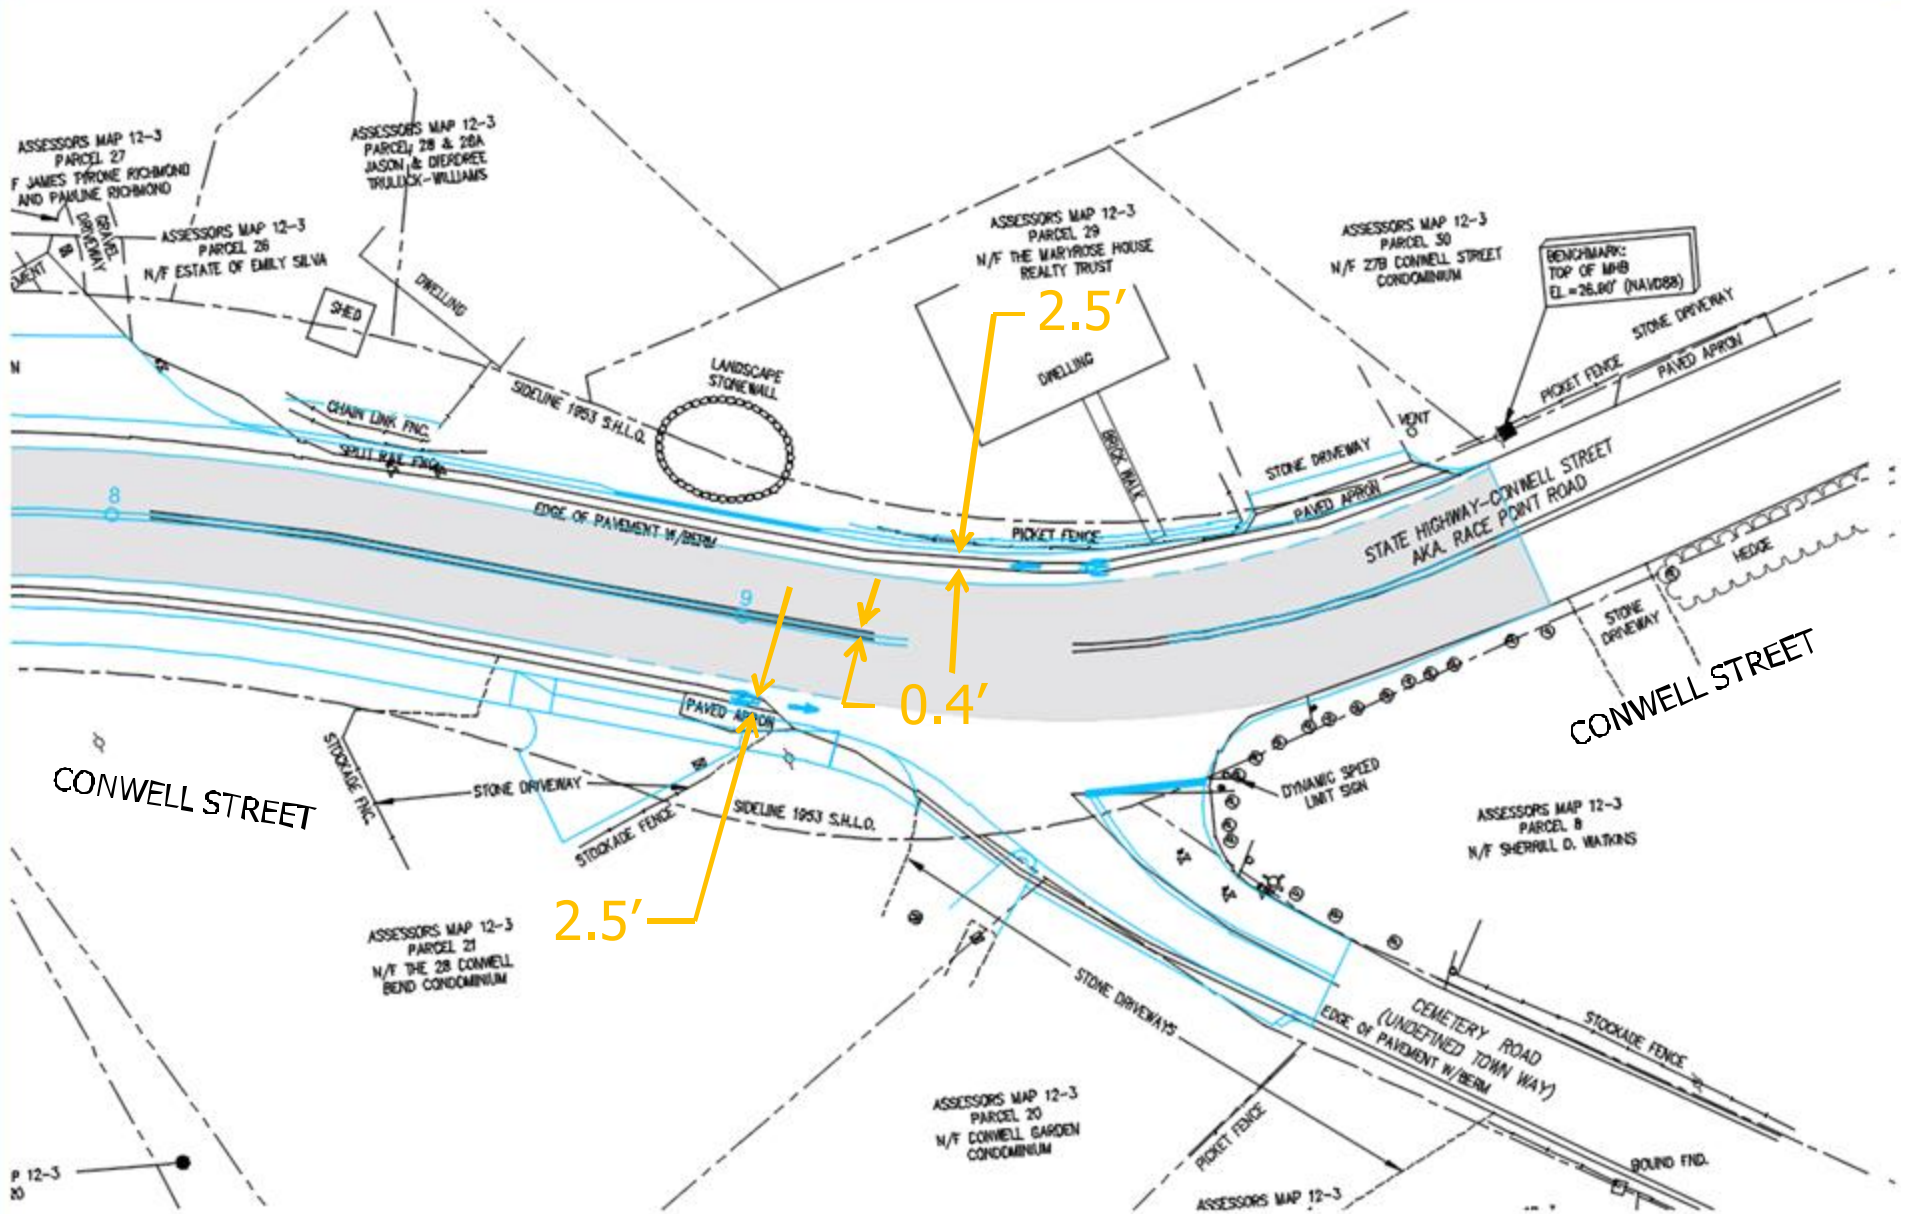 ASSESSORS MAP 12-3
PARCEL 27
F JAMES TYRONE RICHMOND
AND PAULINE RICHMOND
GRAVEL
DRIVEWAY
ASSESSORS MAP 12-3
PARCEL 26
N/F ESTATE OF EMILY SILVA
ASSESSORS MAP 12-3
PARCEL 28 & 28A
JASON & DIERDREE
TRULUCK-WILLIAMS
ASSESSORS MAP 12-3
PARCEL 29
N/F THE MARYROSE HOUSE
REALTY TRUST
ASSESSORS MAP 12-3
PARCEL 30
N/F 27B CONWELL STREET
CONDOMINIUM
BENCHMARK:
TOP OF MHB
EL.=26.80' (NAVD88)
SHED
DWELLING
2.5'
STONE DRIVEWAY
PAVED APRON
PICKET FENCE
DWELLING
LANDSCAPE
STONEWALL
SIDELINE 1953 S.H.L.O.
CHAIN LINK FNC.
SPLIT RAIL FNC.
BRICK WALK
VENT
STONE DRIVEWAY
PAVED APRON
N
8
EDGE OF PAVEMENT W/BERM
PICKET FENCE
STATE HIGHWAY-CONWELL STREET
AKA. RACE POINT ROAD
HEDGE
STONE
DRIVEWAY
9
0.4'
CONWELL STREET
PAVED APRON
CONWELL STREET
STOCKADE FNC.
STONE DRIVEWAY
STOCKADE FENCE
SIDELINE 1953 S.H.L.O.
DYNAMIC SPEED
LIMIT SIGN
ASSESSORS MAP 12-3
PARCEL 8
N/F SHERRILL D. WATKINS
2.5'
ASSESSORS MAP 12-3
PARCEL 21
N/F THE 28 CONWELL
BEND CONDOMINIUM
STONE DRIVEWAYS
CEMETERY ROAD
(UNDEFINED TOWN WAY)
EDGE OF PAVEMENT W/BERM
STOCKADE FENCE
ASSESSORS MAP 12-3
PARCEL 20
N/F CONWELL GARDEN
CONDOMINIUM
PICKET FENCE
BOUND FND.
P 12-3
20
ASSESSORS MAP 12-3